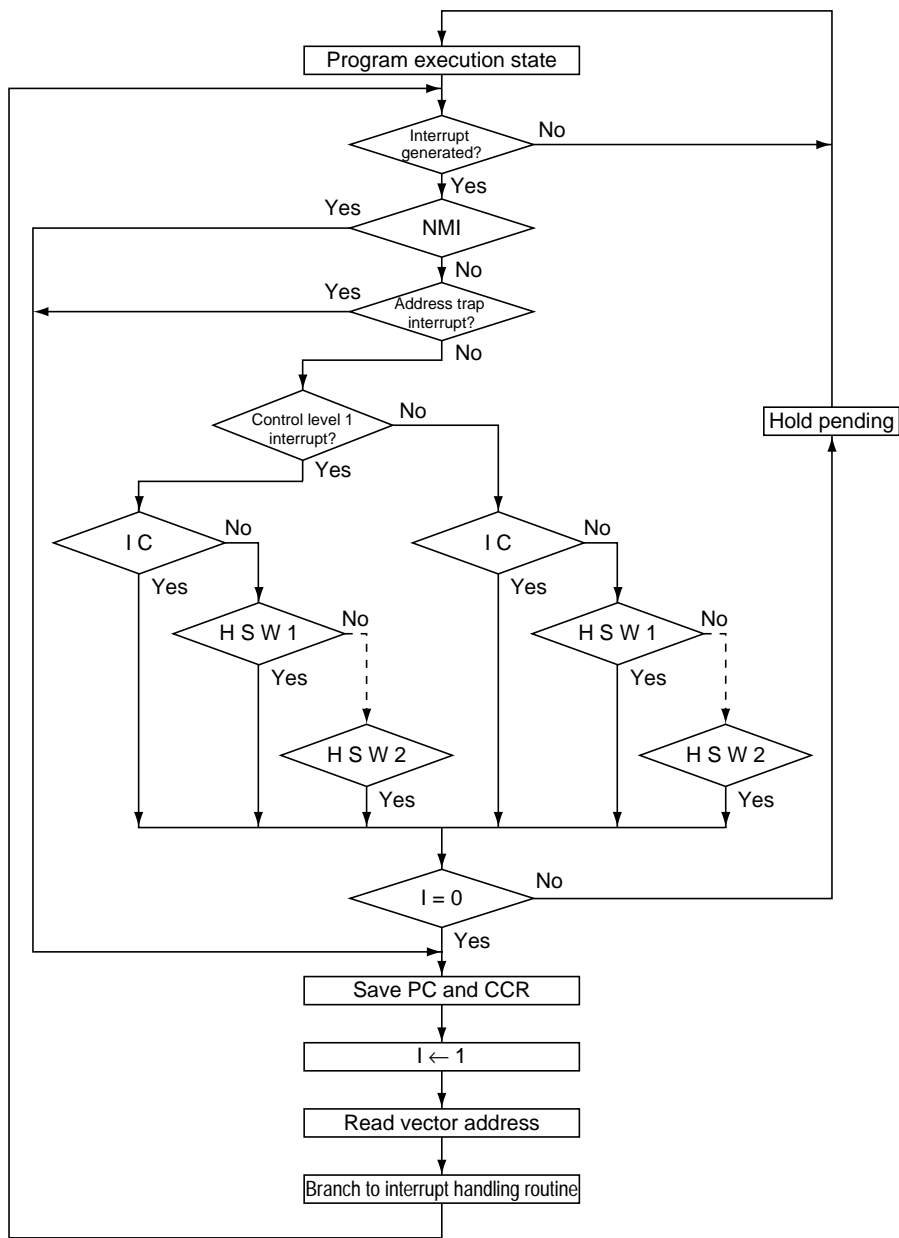 Program execution state
Interrupt
generated?
No
Yes
Yes
NMI
No
Yes
Address trap
interrupt?
No
Control level 1
interrupt?
No
Hold pending
Yes
I C
No
I C
No
Yes
Yes
H S W 1
No
H S W 1
No
Yes
Yes
H S W 2
H S W 2
Yes
Yes
I = 0
No
Yes
Save PC and CCR
I ← 1
Read vector address
Branch to interrupt handling routine